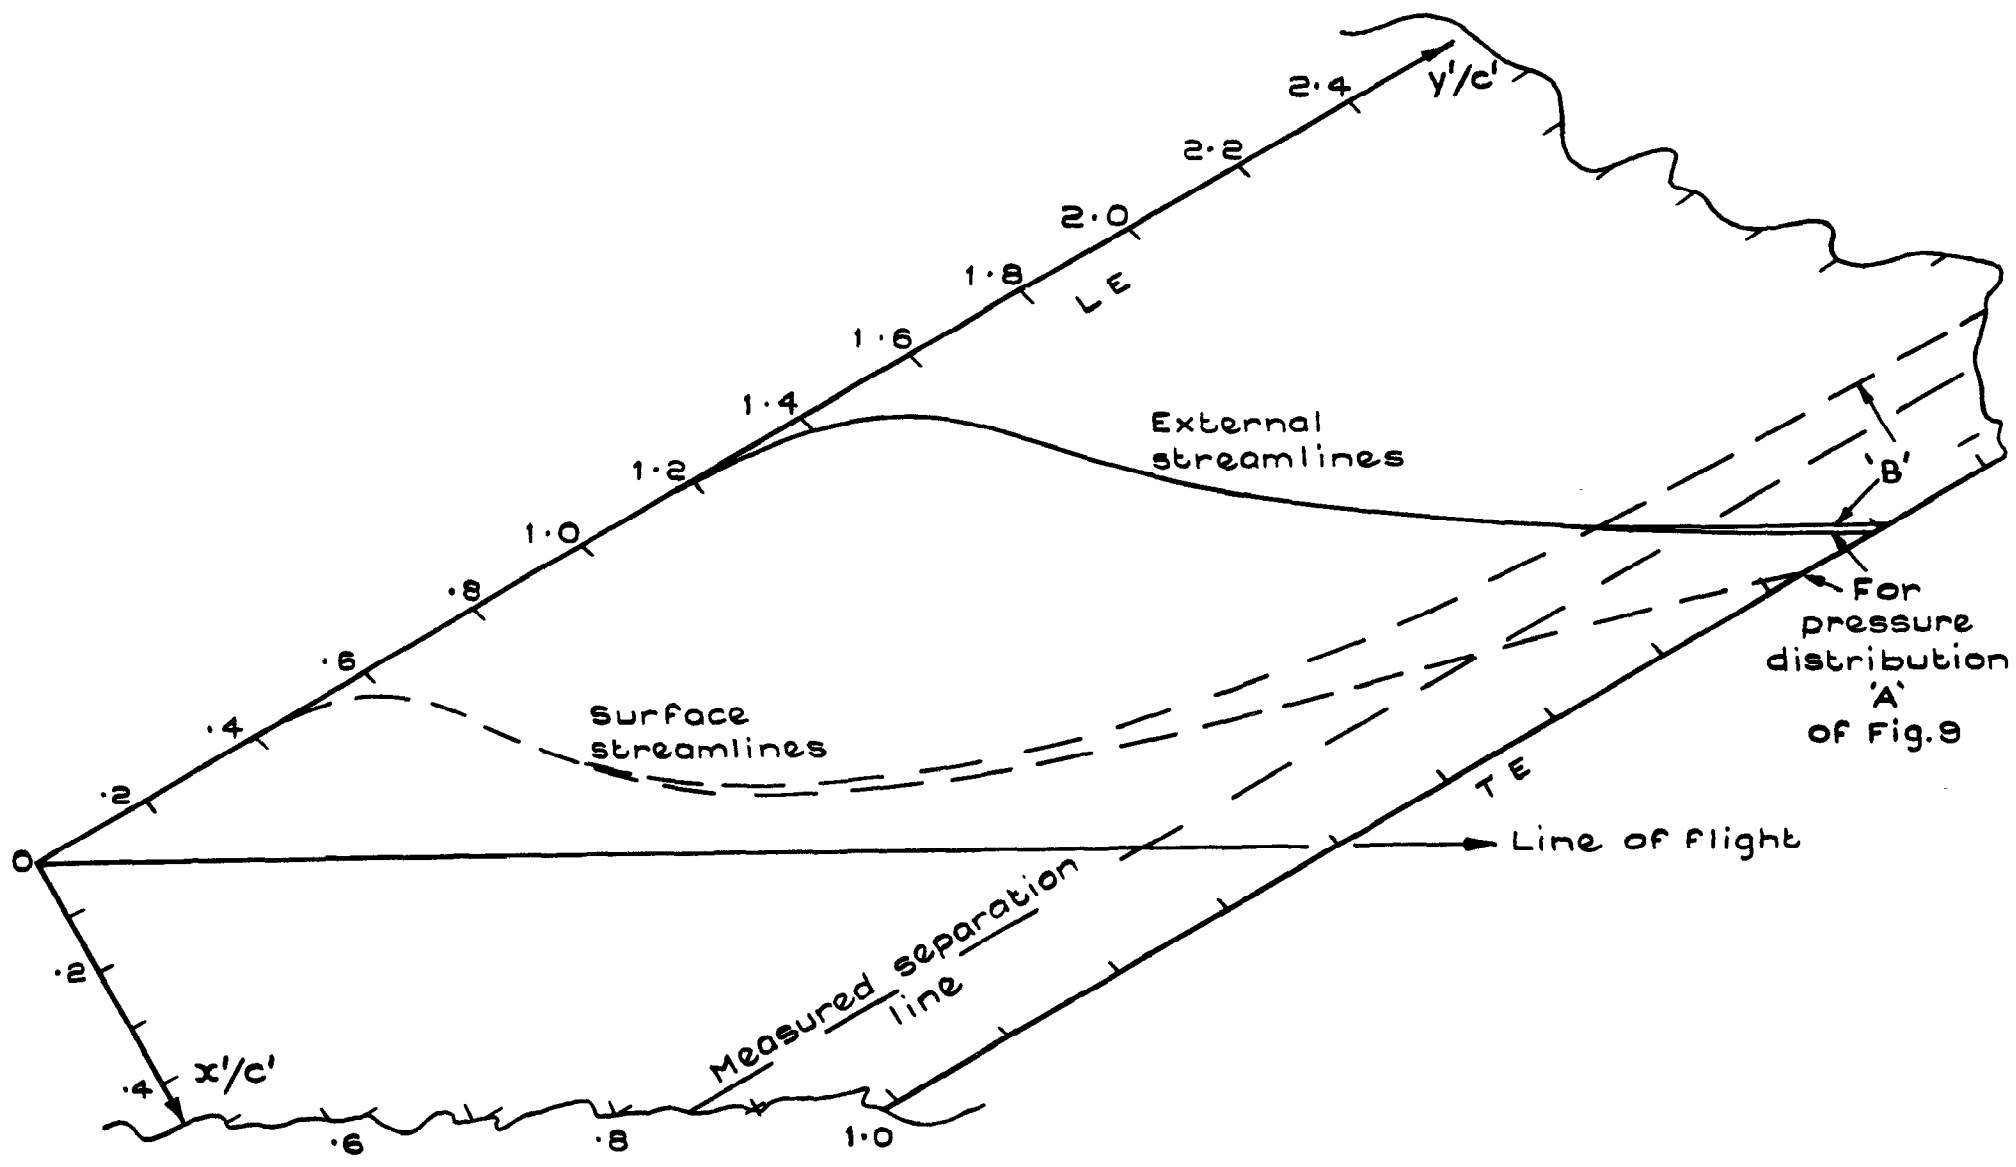 y'/c'
2.4
2.2
2.0
1.8
L E
1.6
1.4
External
streamlines
1.2
'B'
1.0
.8
For
pressure
distribution
'A'
of Fig.9
.6
Surface
streamlines
.4
T E
.2
O
Line of flight
Measured separation
line
.2
.4
x'/c'
.6
.8
1.0